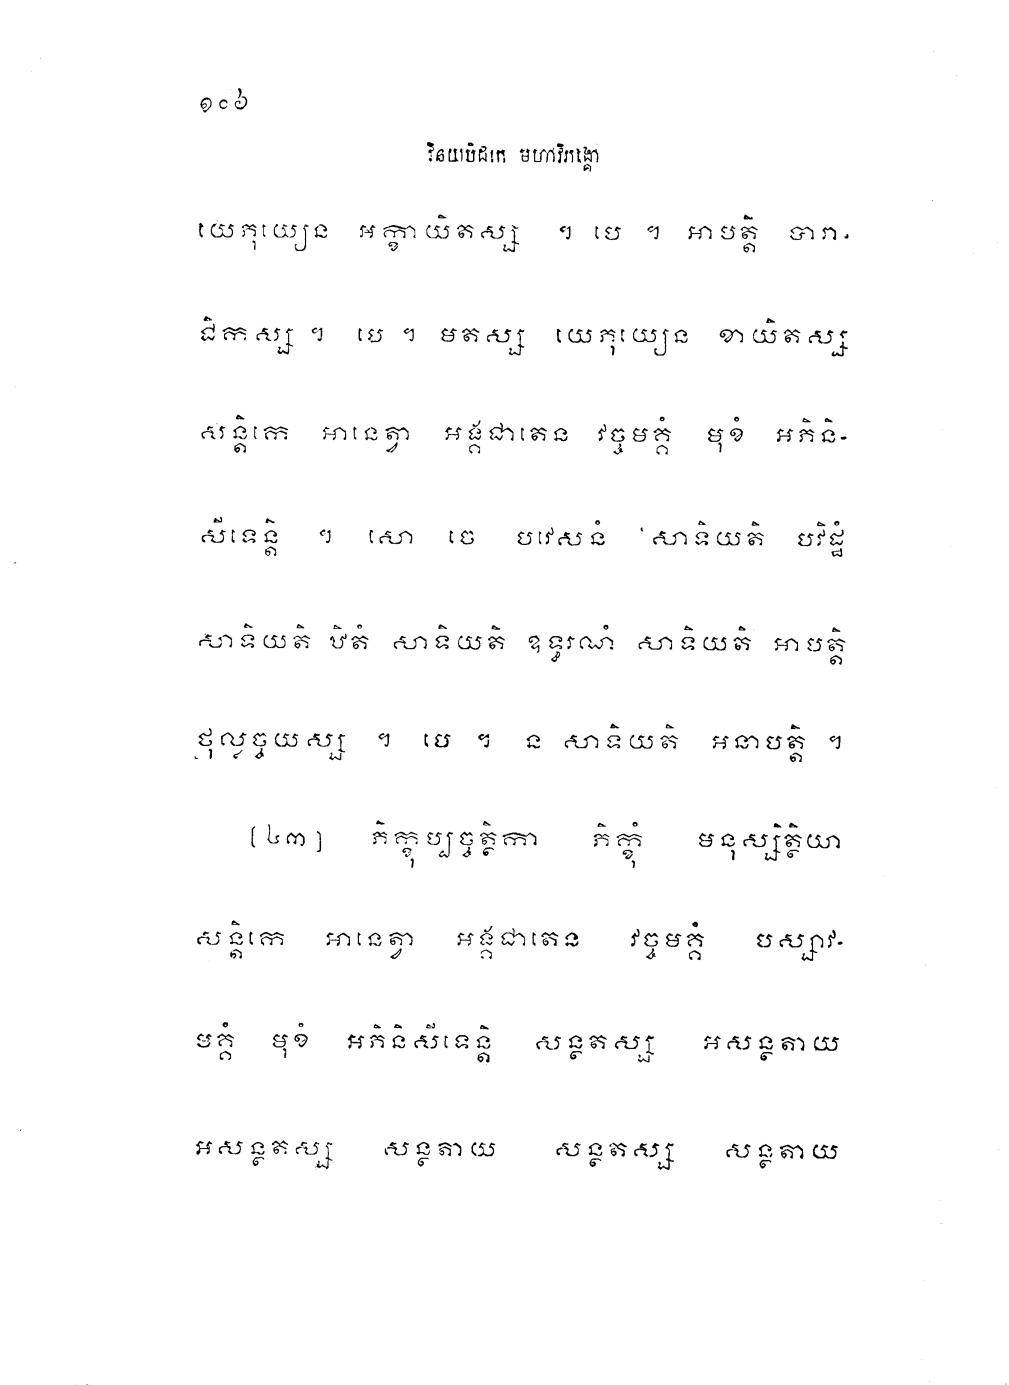 ១០៦
វិនយបិដកេ មហាវិភង្គោ
យេភុយ្យេន អក្ខាយិតស្ស ។ បេ ។ អាបត្តិ បារា-
ជិកស្ស ។ បេ ។ មតស្ស យេភុយ្យេន ខាយិតស្ស
សន្តិកេ អានេត្វា អង្គជាតេន វច្ចមគ្គំ មុខំ អភិនិ-
សីទេន្តិ ។ សោ ចេ បវេសនំ សាទិយតិ បវិដ្ឋំ
សាទិយតិ ឋិតំ សាទិយតិ ឧទ្ធរណំ សាទិយតិ អាបត្តិ
ថុល្លច្ចយស្ស ។ បេ ។ ន សាទិយតិ អនាបត្តិ ។
[៤៣] ភិក្ខុប្បច្ចត្ថិកា ភិក្ខុំ មនុស្សិត្ថិយា
សន្តិកេ អានេត្វា អង្គជាតេន វច្ចមគ្គំ បស្សាវ-
មគ្គំ មុខំ អភិនិសីទេន្តិ សន្ថតស្ស អសន្ថតាយ
អសន្ថតស្ស សន្ថតាយ សន្ថតស្ស សន្ថតាយ